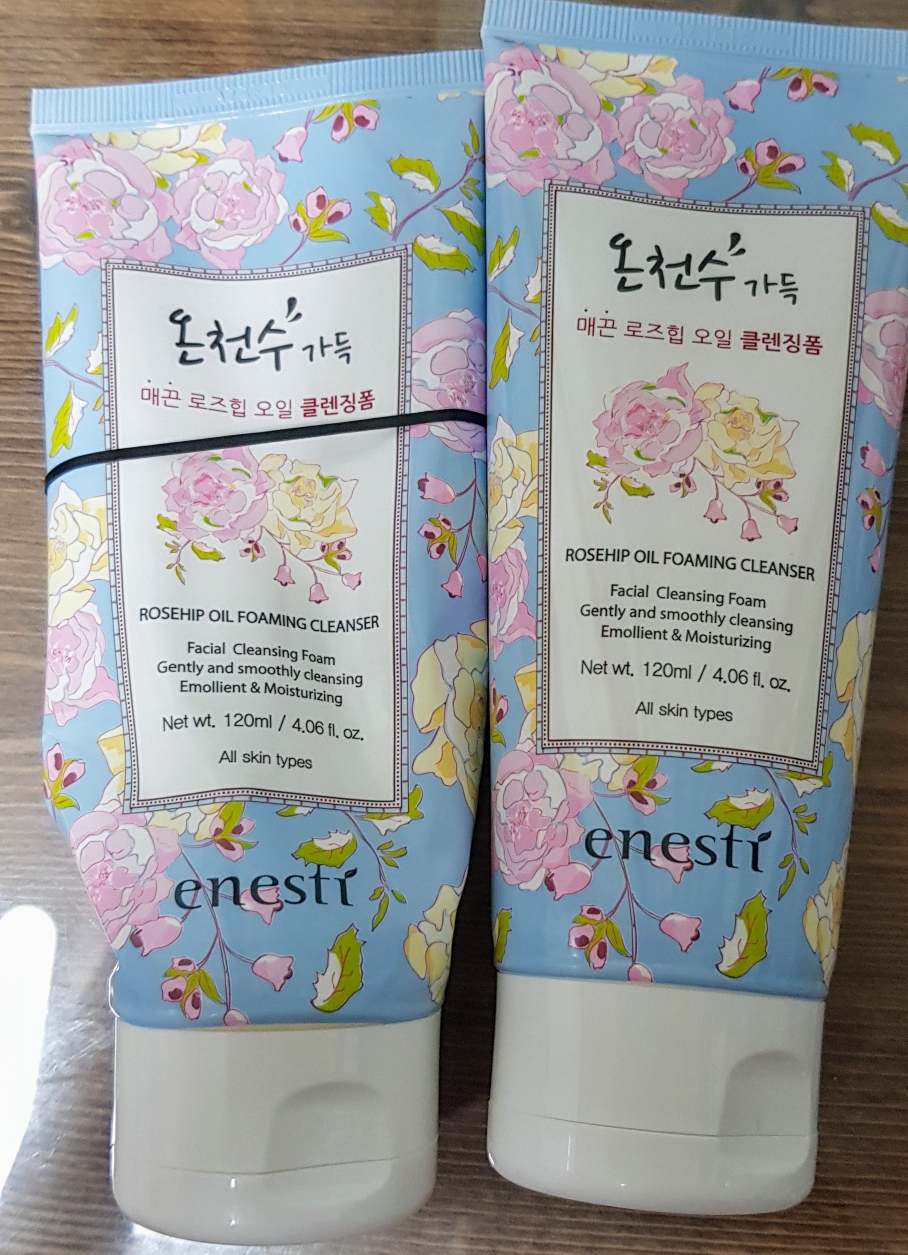 온천수 가득
매끈 로즈힙 오일 클렌징폼
ROSEHIP OIL FOAMING CLEANSER
Facial Cleansing Foam
Gently and smoothly cleansing
Emollient & Moisturizing
Net wt. 120ml / 4.06 fl. oz.
All skin types
enesti
온천수 가득
매끈 로즈힙 오일 클렌징폼
ROSEHIP OIL FOAMING CLEANSER
Facial Cleansing Foam
Gently and smoothly cleansing
Emollient & Moisturizing
Net wt. 120ml / 4.06 fl. oz.
All skin types
enesti